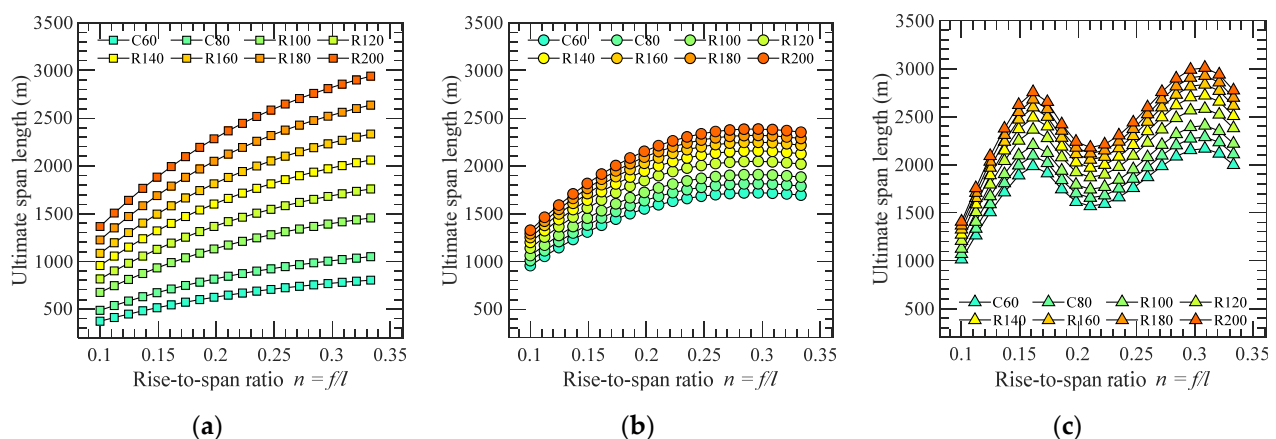 3500
3000
2500
2000
1500
1000
500
Ultimate span length (m)
C60 C80 R100 R120
R140 R160 R180 R200
0.1 0.15 0.2 0.25 0.3 0.35
Rise-to-span ratio n = f/l
(a)
3500
3000
2500
2000
1500
1000
500
Ultimate span length (m)
C60 C80 R100 R120
R140 R160 R180 R200
0.1 0.15 0.2 0.25 0.3 0.35
Rise-to-span ratio n = f/l
(b)
3500
3000
2500
2000
1500
1000
500
Ultimate span length (m)
C60 C80 R100 R120
R140 R160 R180 R200
0.1 0.15 0.2 0.25 0.3 0.35
Rise-to-span ratio n = f/l
(c)